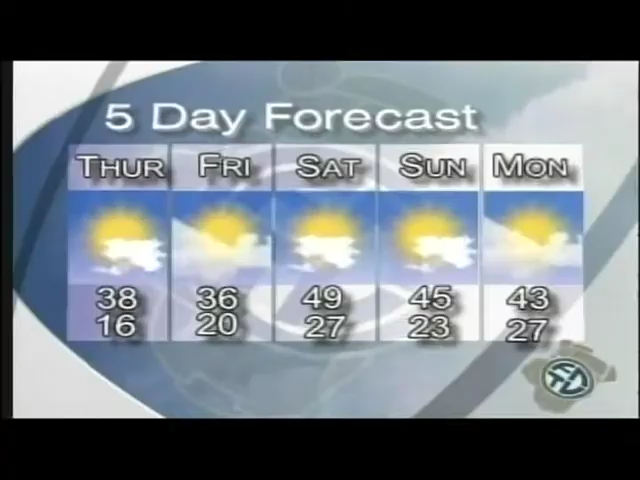 5 Day Forecast
THUR FRI SAT SUN MON
38 36 49 45 43
16 20 27 23 27